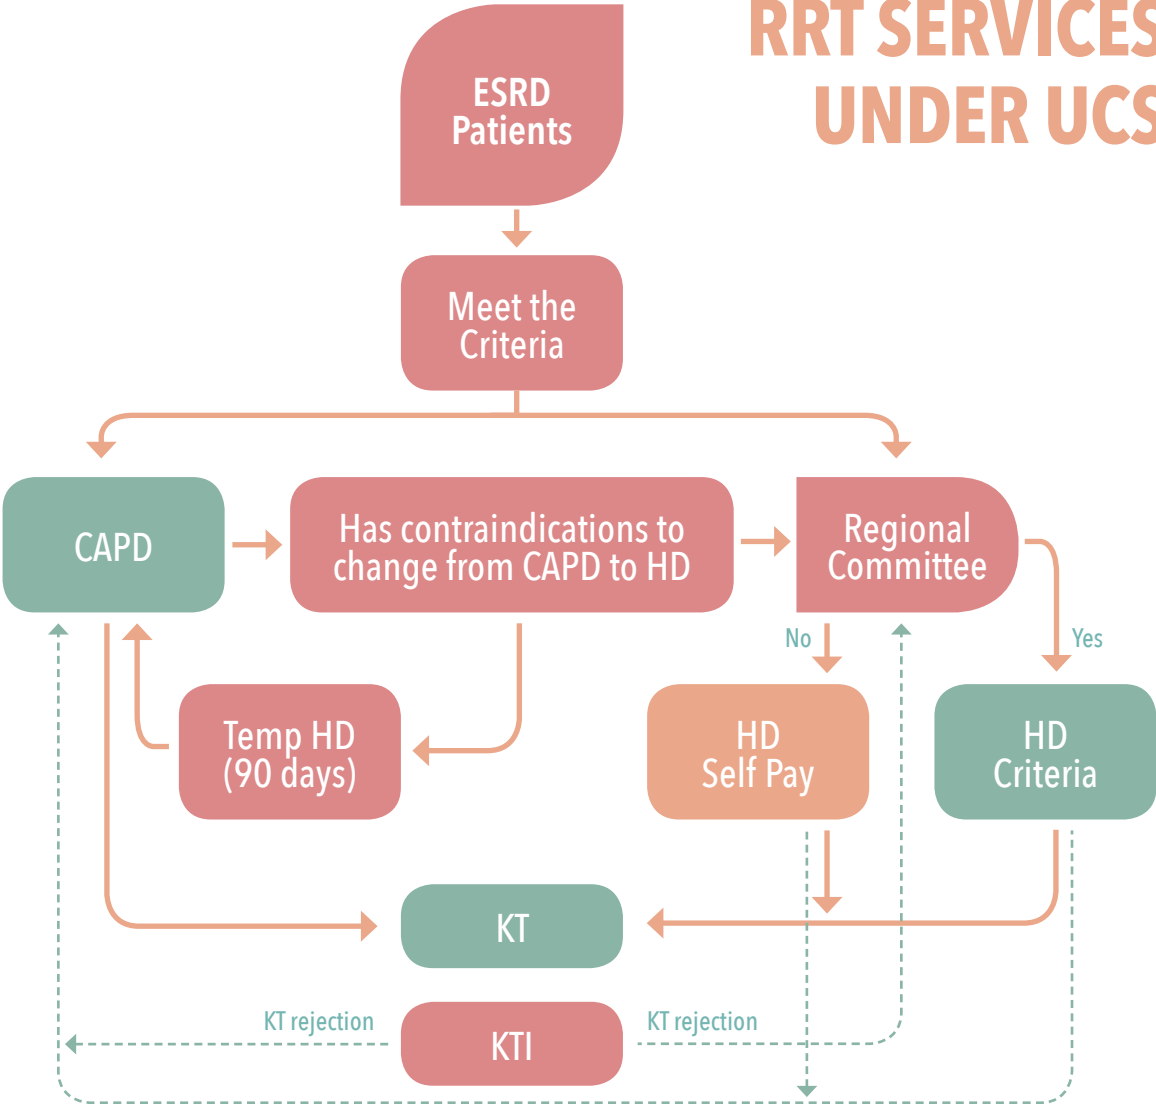 RRT SERVICES
UNDER UCS
ESRD
Patients
Meet the
Criteria
CAPD
Has contraindications to
change from CAPD to HD
Regional
Committee
No
Yes
Temp HD
(90 days)
HD
Self Pay
HD
Criteria
KT
KT rejection
KTI
KT rejection